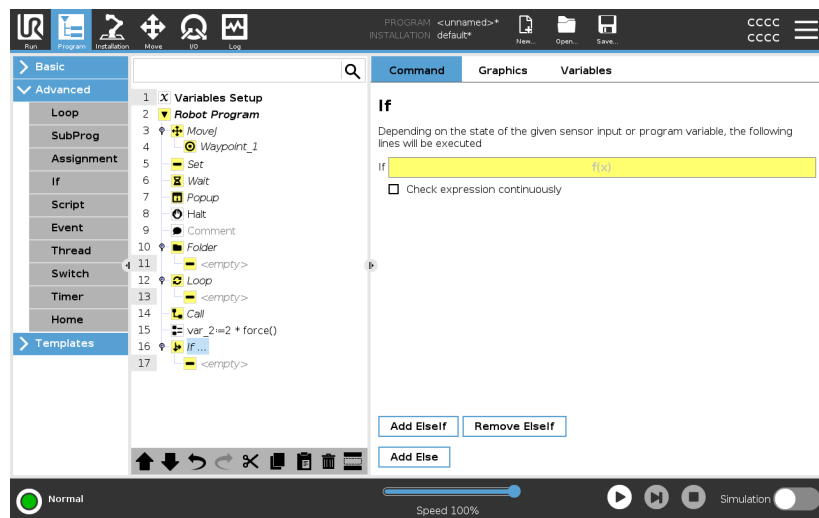 PROGRAM <unnamed>*
INSTALLATION default*
Run
Program
Installation
Move
I/O
Log
New...
Open...
Save...
CCCC
CCCC
Basic
Advanced
Loop
SubProg
Assignment
If
Script
Event
Thread
Switch
Timer
Home
Templates
1 X Variables Setup
2 Robot Program
3 MoveJ
4 Waypoint_1
5 Set
6 Wait
7 Popup
8 Halt
9 Comment
10 Folder
11 <empty>
12 Loop
13 <empty>
14 Call
15 var_2:=2 * force()
16 If ...
17 <empty>
Command Graphics Variables
If
Depending on the state of the given sensor input or program variable, the following
lines will be executed
If f(x)
Check expression continuously
Add ElseIf Remove ElseIf
Add Else
Normal
Speed 100%
Simulation